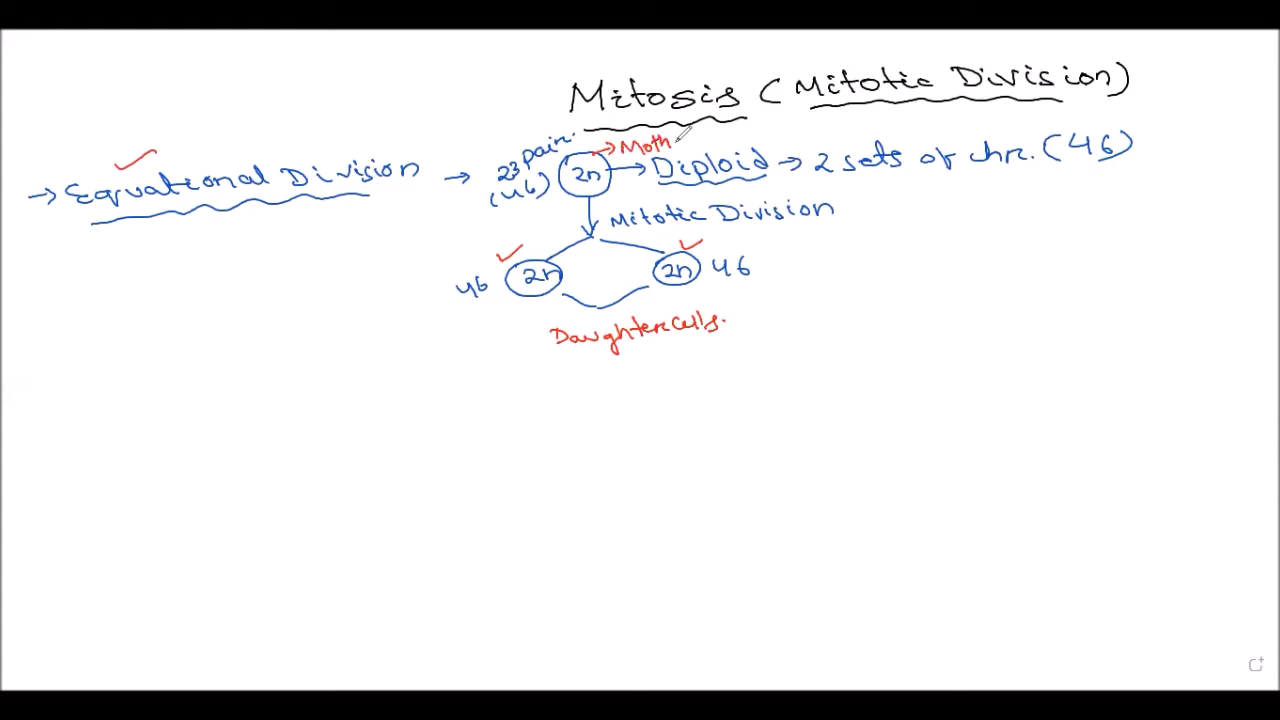 Mitosis (Mitotic Division)
→ Equational Division → 23 pair. (46) 2n → Moth
→ Diploid → 2 sets of chr. (46)
Mitotic Division
46 2n 2n 46
Daughter cells.